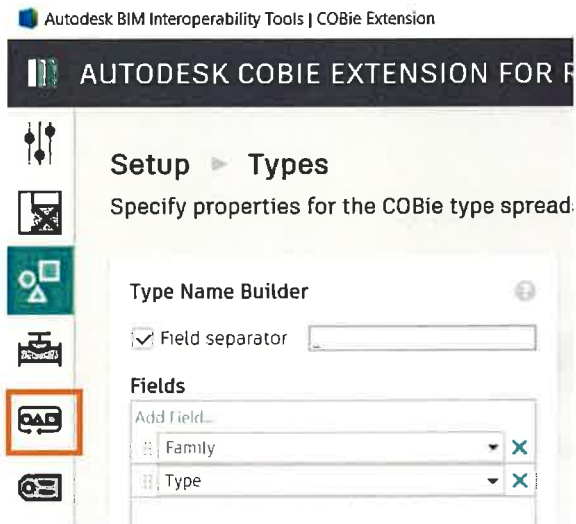 Autodesk BIM Interoperability Tools | COBie Extension
AUTODESK COBIE EXTENSION FOR
Setup ▸ Types
Specify properties for the COBie type spread
Type Name Builder
Field separator _
Fields
Add Field...
Family
Type